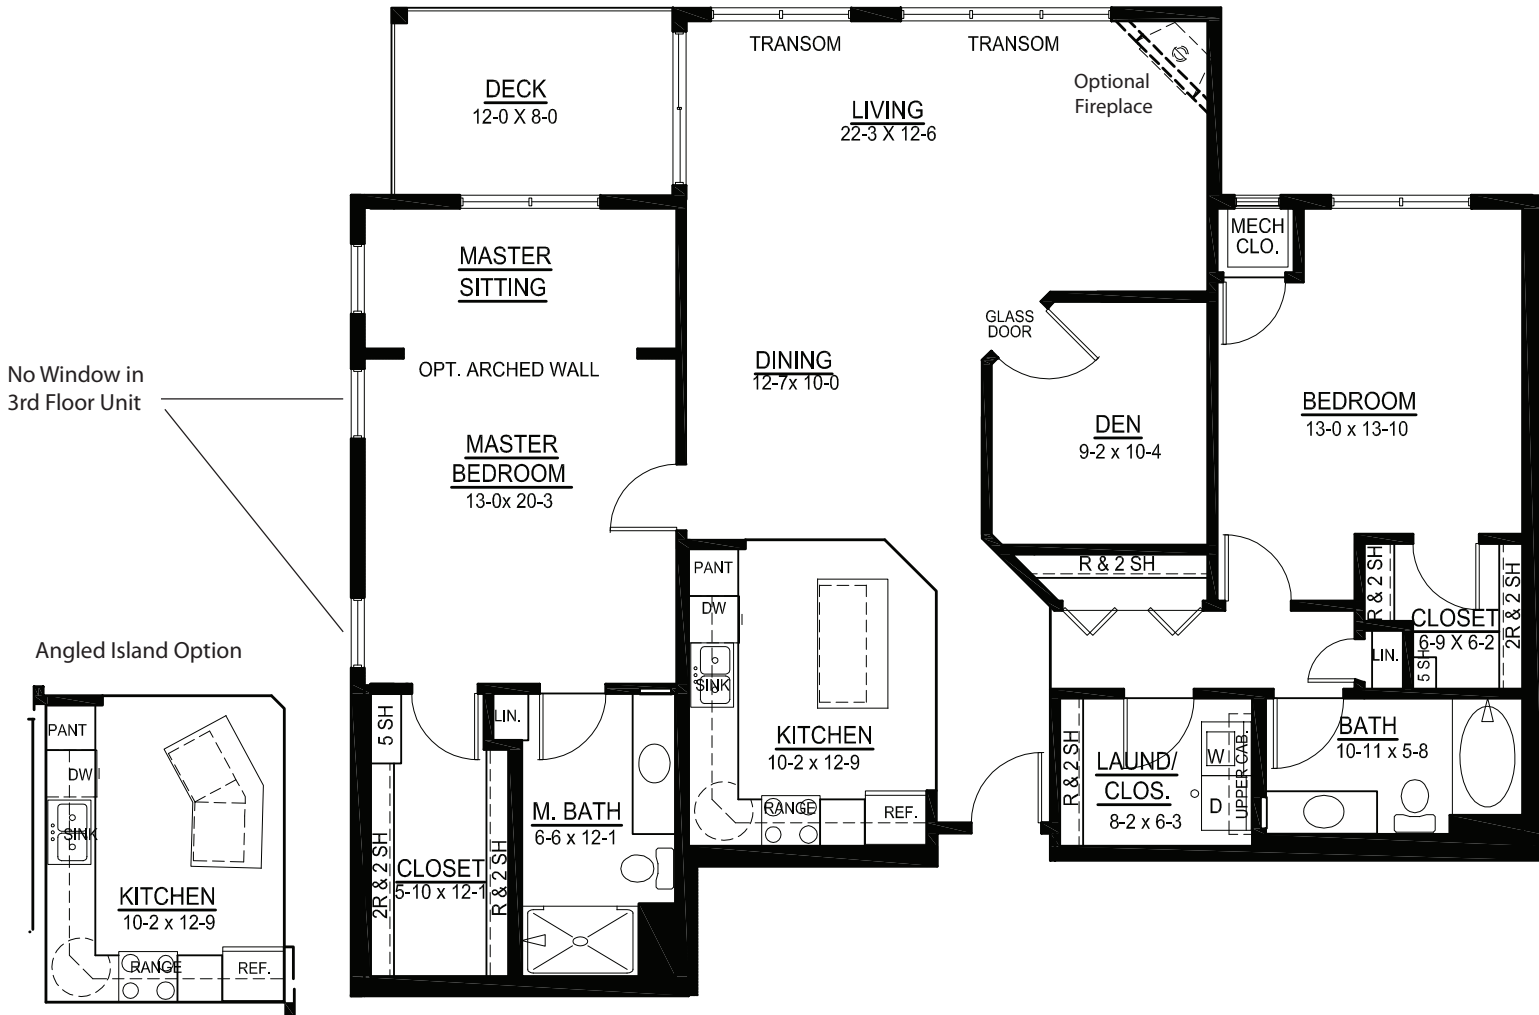 TRANSOM
TRANSOM
DECK
12-0 X 8-0
Optional
Fireplace
G
LIVING
22-3 X 12-6
MECH
CLO.
MASTER
SITTING
GLASS
DOOR
OPT. ARCHED WALL
DINING
12-7x 10-0
No Window in
3rd Floor Unit
BEDROOM
13-0 x 13-10
DEN
9-2 x 10-4
MASTER
BEDROOM
13-0x 20-3
PANT
R & 2 SH
R & 2 SH
2R & 2 SH
DW
CLOSET
6-9 X 6-2
LIN.
5 SH
SINK
Angled Island Option
PANT
DW
SINK
KITCHEN
10-2 x 12-9
RANGE
REF.
5 SH
LIN.
KITCHEN
10-2 x 12-9
RANGE
REF.
R & 2 SH
LAUND/
CLOS.
8-2 x 6-3
W
D
UPPER CAB.
BATH
10-11 x 5-8
M. BATH
6-6 x 12-1
2R & 2 SH
CLOSET
5-10 x 12-1
R & 2 SH